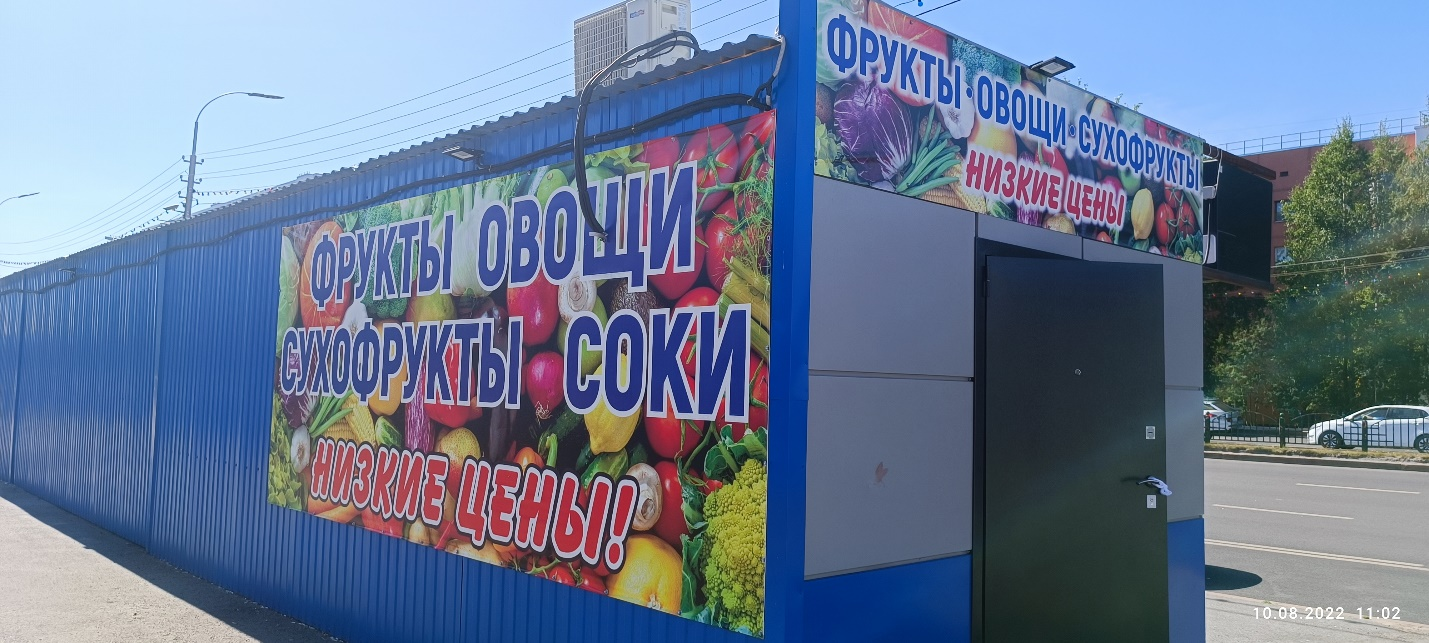 ФРУКТЫ ОВОЩИ
СУХОФРУКТЫ СОКИ
НИЗКИЕ ЦЕНЫ!
ФРУКТЫ·ОВОЩИ·СУХОФРУКТЫ
НИЗКИЕ ЦЕНЫ
10.08.2022 11:02